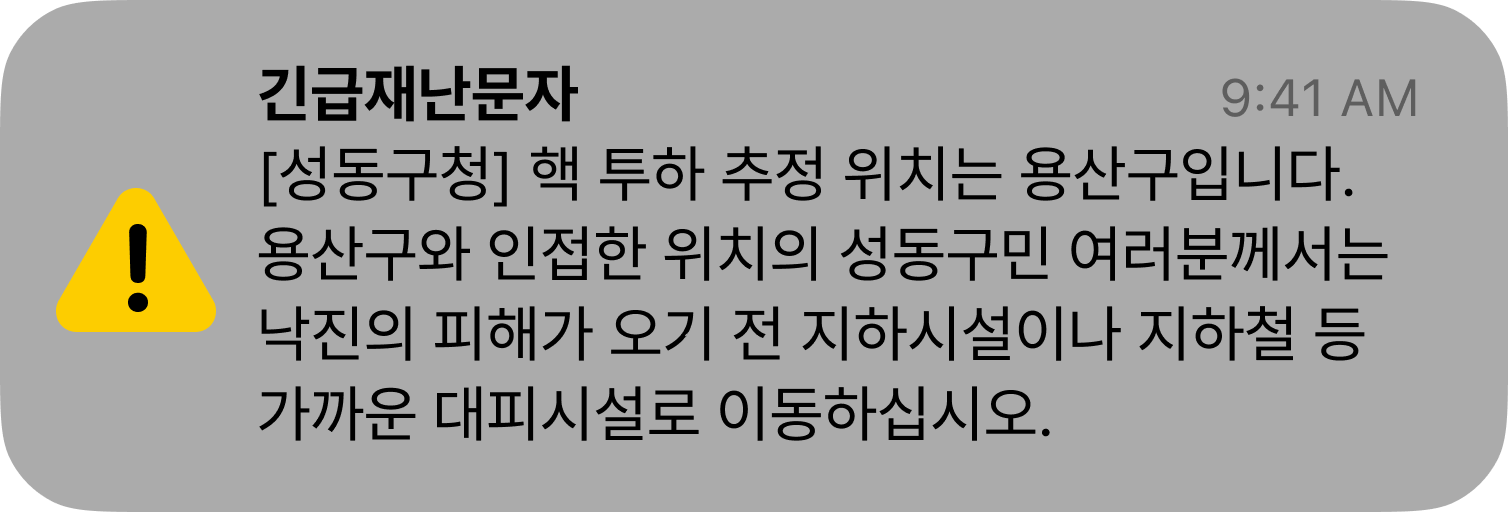 긴급재난문자
9:41 AM
[성동구청] 핵 투하 추정 위치는 용산구입니다.
용산구와 인접한 위치의 성동구민 여러분께서는
낙진의 피해가 오기 전 지하시설이나 지하철 등
가까운 대피시설로 이동하십시오.